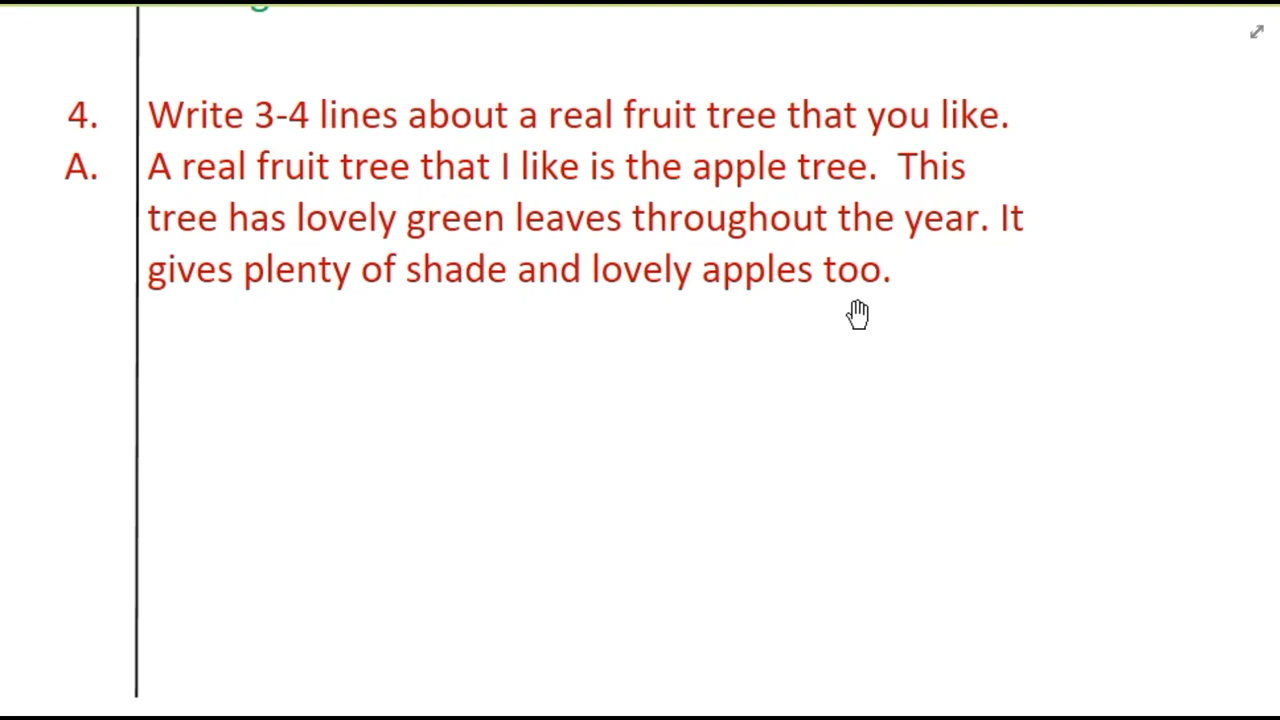 4. Write 3-4 lines about a real fruit tree that you like.
A. A real fruit tree that I like is the apple tree.  This
tree has lovely green leaves throughout the year. It
gives plenty of shade and lovely apples too.